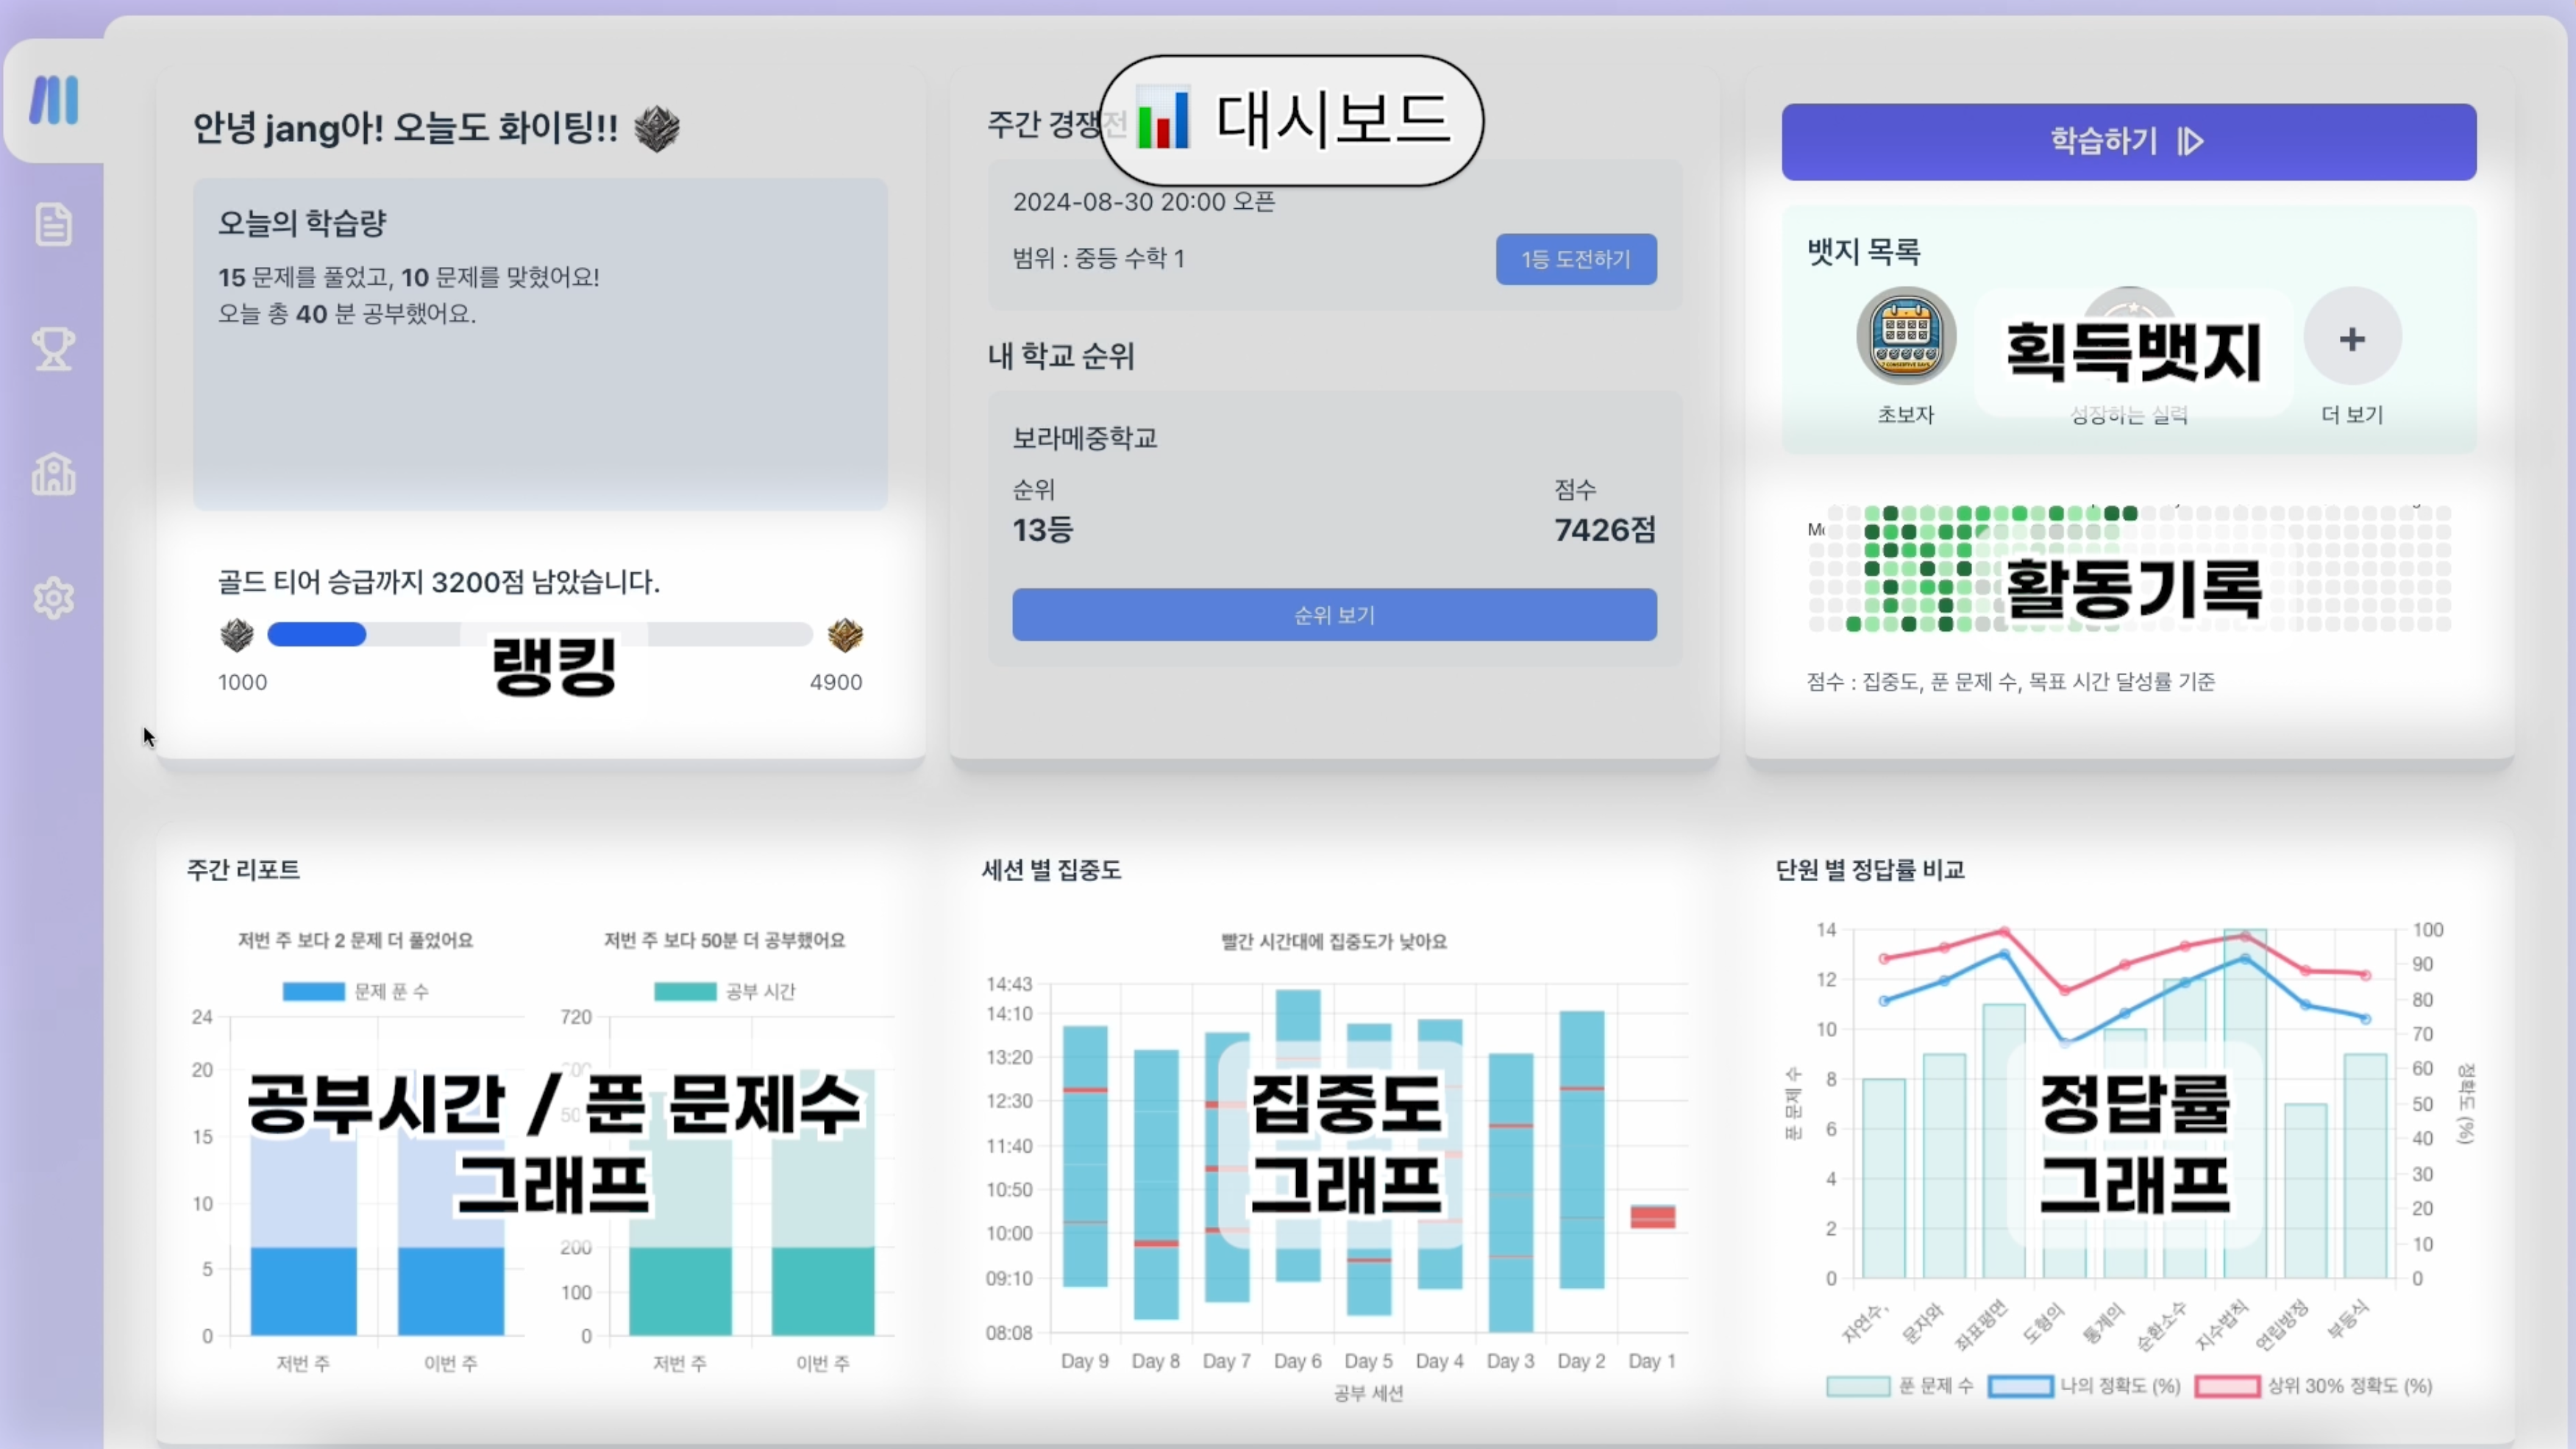 📊 대시보드
안녕 jang아! 오늘도 화이팅!!
오늘의 학습량
15 문제를 풀었고, 10 문제를 맞혔어요!
오늘 총 40 분 공부했어요.
골드 티어 승급까지 3200점 남았습니다.
랭킹
1000
4900
주간 경쟁전
2024-08-30 20:00 오픈
범위 : 중등 수학 1
1등 도전하기
내 학교 순위
보라메중학교
순위
점수
13등
7426점
순위 보기
학습하기
뱃지 목록
획득뱃지
초보자
성장하는 실력
더 보기
활동기록
점수 : 집중도, 푼 문제 수, 목표 시간 달성률 기준
주간 리포트
저번 주 보다 2 문제 더 풀었어요
문제 푼 수
24
20
15
10
5
0
저번 주
이번 주
저번 주 보다 50분 더 공부했어요
공부 시간
720
200
100
0
저번 주
이번 주
공부시간 / 푼 문제수
그래프
세션 별 집중도
빨간 시간대에 집중도가 낮아요
14:43
14:10
13:20
12:30
11:40
10:50
10:00
09:10
08:08
Day 9 Day 8 Day 7 Day 6 Day 5 Day 4 Day 3 Day 2 Day 1
공부 세션
집중도
그래프
단원 별 정답률 비교
14
12
10
8
6
4
2
0
푼 문제 수
100
90
80
70
60
50
40
30
20
10
0
정확도 (%)
정답률
그래프
자연수, 문자와 좌표평면 도형의 통계의 순환소수 지수법칙 연립방정 부등식
푼 문제 수 나의 정확도 (%) 상위 30% 정확도 (%)